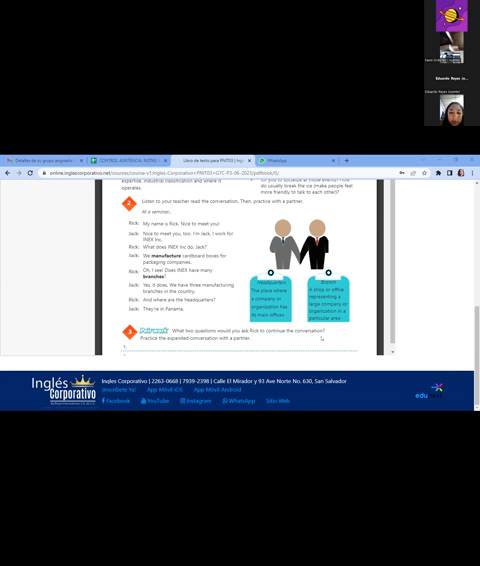 Eduardo Reyes (u...
Eduardo Reyes (oyente)
Detalles de su grupo asignado
CONTROL ASISTENCIAL
Libro de texto para PNIT03 | Ingl
WhatsApp
online.inglescorporativo.net/courses/course-v1:Ingles-Corporativo+PNIT03+GTC-P3-06-2023/pdfbook/0/
expertise, industrial classification and where it
operates.
do usually break the ice (make people feel
more friendly to talk to each other)?
2 Listen to your teacher read the conversation. Then, practice with a partner.
At a seminar...
Rick: My name is Rick. Nice to meet you!
Jack: Nice to meet you, too. I'm Jack. I work for
INEX Inc.
Rick: What does INEX Inc do, Jack?
Jack: We manufacture cardboard boxes for
packaging companies.
Rick: Oh, I see! Does INEX have many
branches?
Jack: Yes, it does. We have three manufacturing
branches in the country.
Rick: And where are the headquarters?
Jack: They're in Panama.
Headquarters
The place where
a company or
organization has
its main offices
Branch
A shop or office
representing a
large company or
organization in a
particular area
3 Pair work What two questions would you ask Rick to continue the conversation?
Practice the expanded conversation with a partner.
1.
Inglés
Corporativo
Ingles Corporativo | 2263-0668 | 7939-2398 | Calle El Mirador y 93 Ave Norte No. 630, San Salvador
¡Inscríbete Ya! App Móvil iOS App Móvil Android
Facebook YouTube Instagram WhatsApp Sitio Web